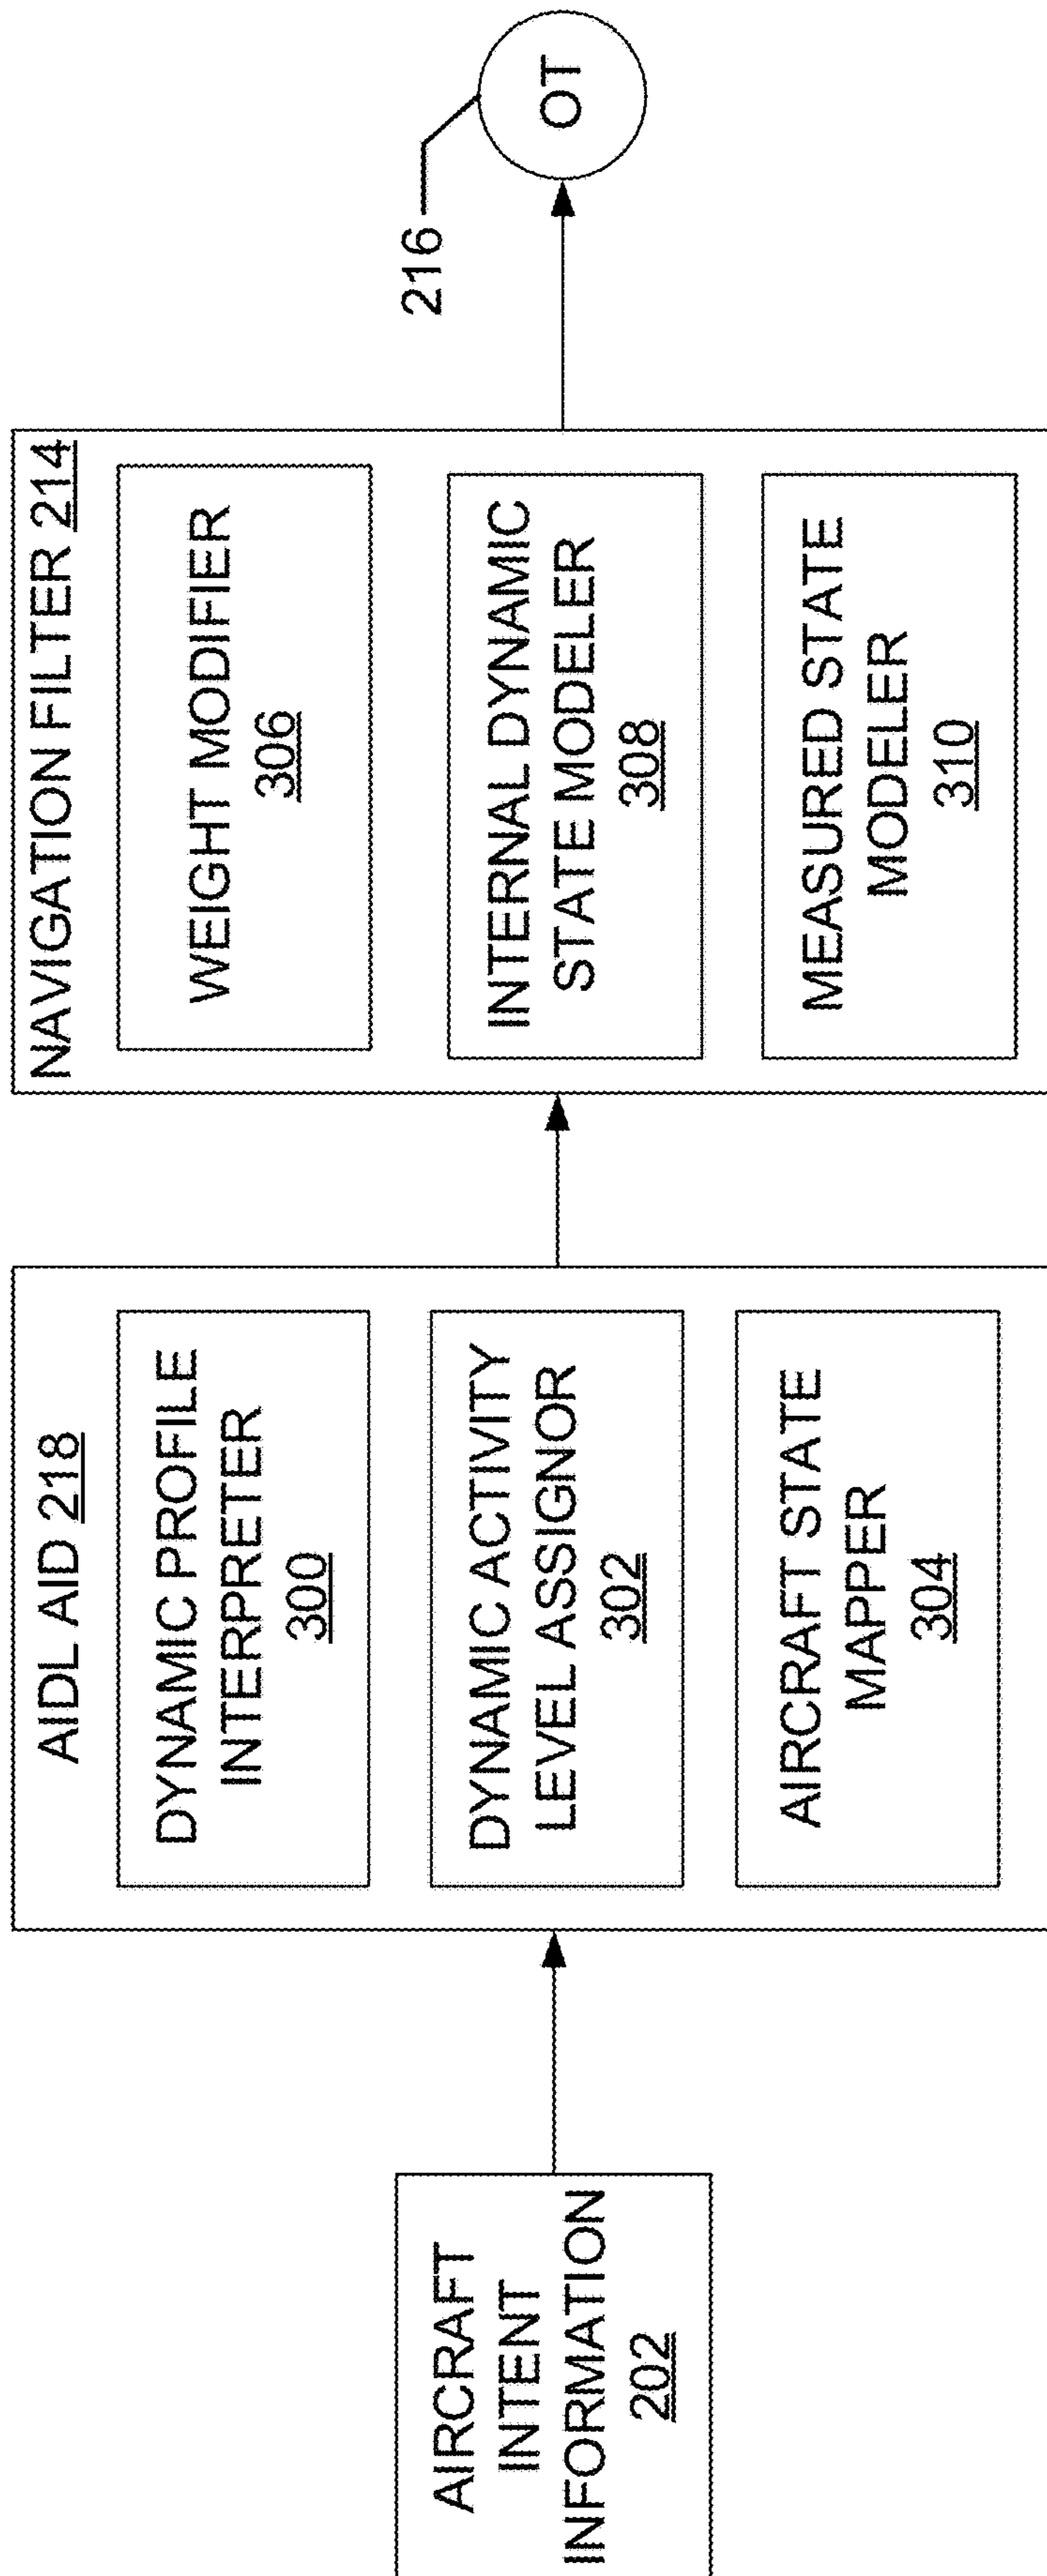 AIRCRAFT
INTENT
INFORMATION
202
AIDL AID 218
DYNAMIC PROFILE
INTERPRETER
300
DYNAMIC ACTIVITY
LEVEL ASSIGNOR
302
AIRCRAFT STATE
MAPPER
304
NAVIGATION FILTER 214
WEIGHT MODIFIER
306
INTERNAL DYNAMIC
STATE MODELER
308
MEASURED STATE
MODELER
310
216
OT